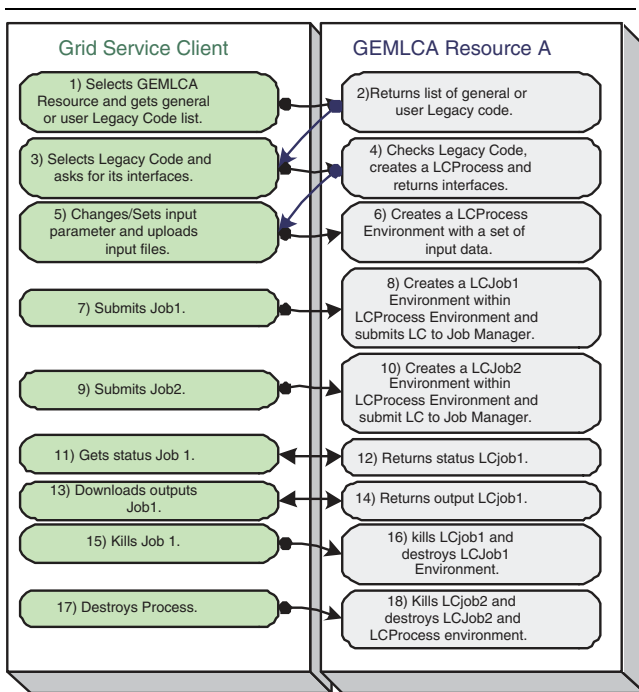 Grid Service Client
GEMLCA Resource A
1) Selects GEMLCA
Resource and gets general
or user Legacy Code list.
2)Returns list of general or
user Legacy code.
3) Selects Legacy Code and
asks for its interfaces.
4) Checks Legacy Code,
creates a LCProcess and
returns interfaces.
5) Changes/Sets input
parameter and uploads
input files.
6) Creates a LCProcess
Environment with a set of
input data.
7) Submits Job1.
8) Creates a LCJob1
Environment within
LCProcess Environment and
submits LC to Job Manager.
9) Submits Job2.
10) Creates a LCJob2
Environment within
LCProcess Environment and
submit LC to Job Manager.
11) Gets status Job 1.
12) Returns status LCjob1.
13) Downloads outputs
Job1.
14) Returns output LCjob1.
15) Kills Job 1.
16) kills LCjob1 and
destroys LCJob1
Environment.
17) Destroys Process.
18) Kills LCjob2 and
destroys LCJob2 and
LCProcess environment.